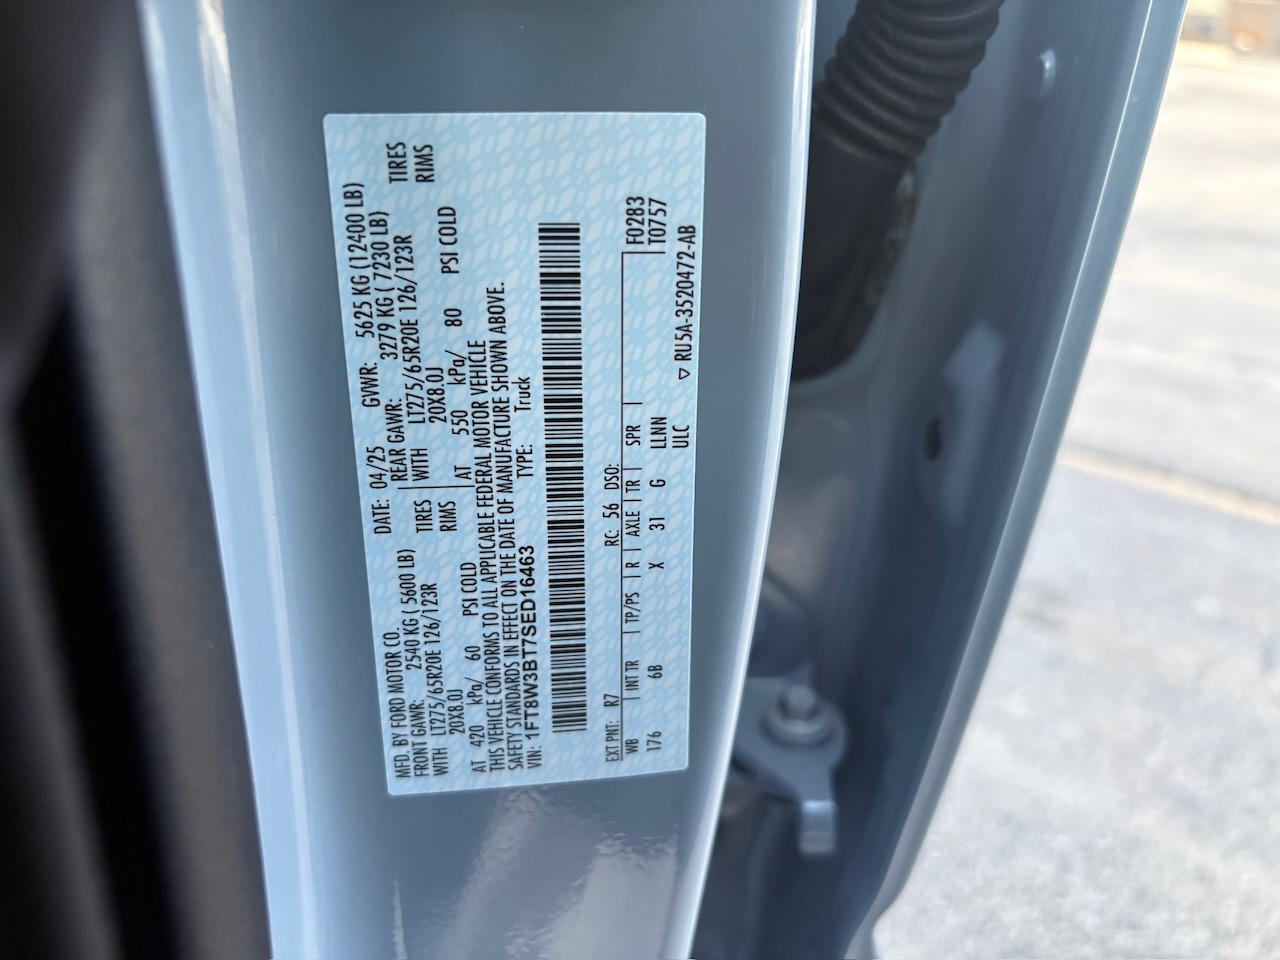 MFD. BY FORD MOTOR CO. DATE: 04/25 GVWR: 5625 KG (12400 LB)
FRONT GAWR: 2540 KG ( 5600 LB) REAR GAWR: 3279 KG ( 7230 LB)
WITH LT275/65R20E 126/123R TIRES WITH LT275/65R20E 126/123R TIRES
20X8.0J RIMS 20X8.0J RIMS
AT 420 kPa/ 60 PSI COLD AT 550 kPa/ 80 PSI COLD
THIS VEHICLE CONFORMS TO ALL APPLICABLE FEDERAL MOTOR VEHICLE
SAFETY STANDARDS IN EFFECT ON THE DATE OF MANUFACTURE SHOWN ABOVE.
VIN: 1FT8W3BT7SED16463 TYPE: Truck
EXT PNT: R7 RC: 56 DSO: F0283
WB INT TR TP/PS R AXLE TR SPR T0757
176 6B X 31 G LLNN
ULC ▽ RU5A-3520472-AB